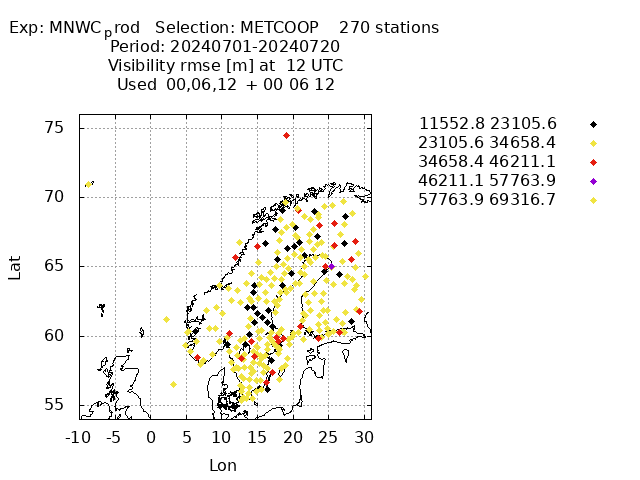 Exp: MNWCprod   Selection: METCOOP    270 stations
Period: 20240701-20240720
Visibility rmse [m] at  12 UTC
Used  00,06,12  + 00 06 12
11552.8 23105.6
23105.6 34658.4
34658.4 46211.1
46211.1 57763.9
57763.9 69316.7
75
70
65
60
55
Lat
-10 -5 0 5 10 15 20 25 30
Lon